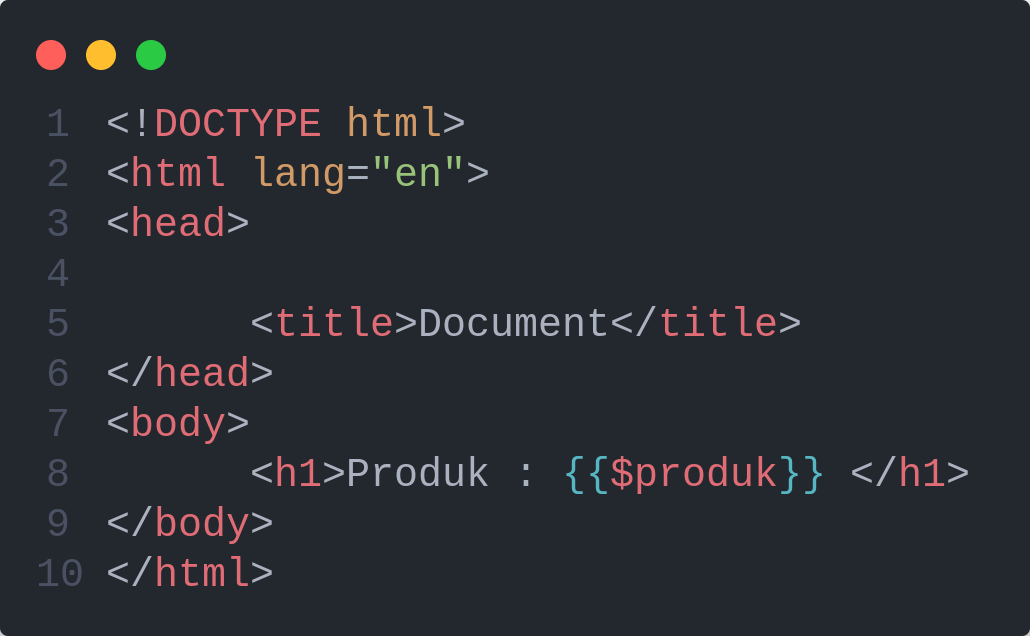 1 <!DOCTYPE html>
2 <html lang="en">
3 <head>
4
5       <title>Document</title>
6 </head>
7 <body>
8       <h1>Produk : {{$produk}} </h1>
9 </body>
10 </html>